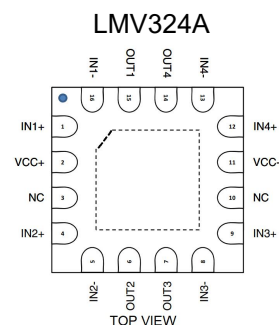 LMV324A
IN1-
OUT1
OUT4
IN4-
16
15
14
13
IN1+ 1
12 IN4+
VCC+ 2
11 VCC-
NC 3
10 NC
IN2+ 4
9 IN3+
5
6
7
8
IN2-
OUT2
OUT3
IN3-
TOP VIEW